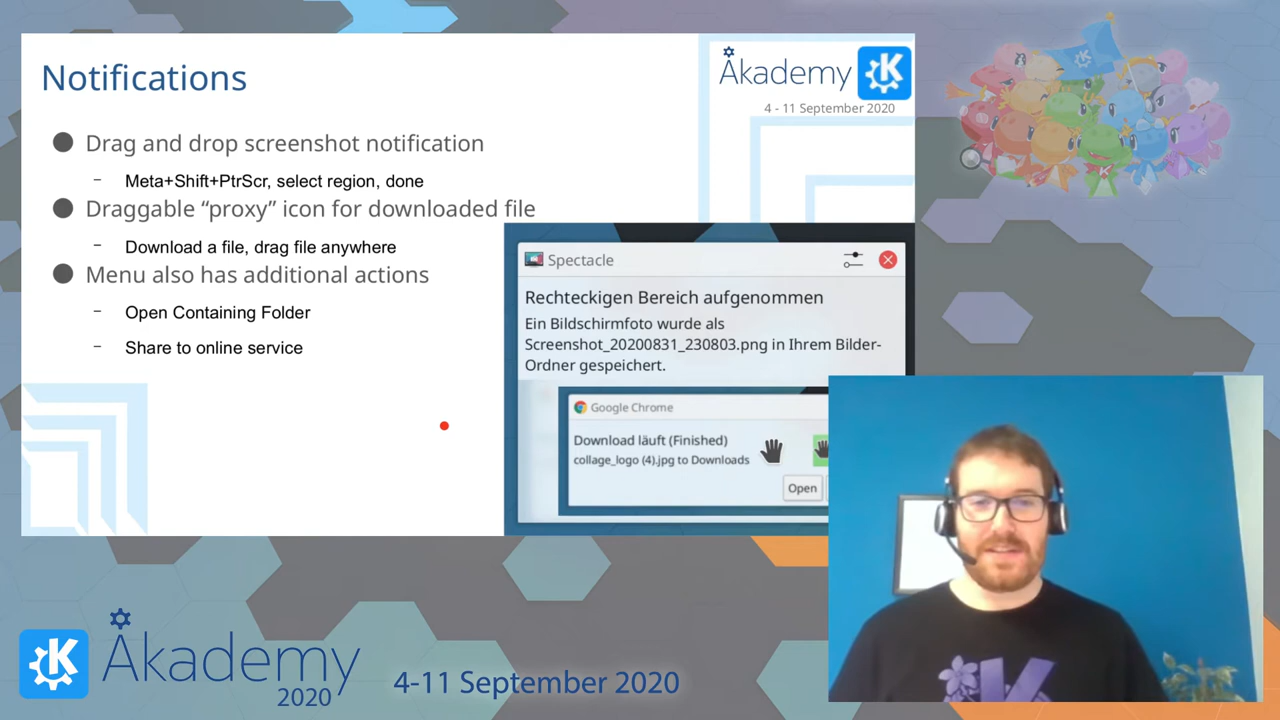 Notifications
Akademy
4 - 11 September 2020
Drag and drop screenshot notification
Meta+Shift+PtrScr, select region, done
Draggable “proxy” icon for downloaded file
Download a file, drag file anywhere
Menu also has additional actions
Open Containing Folder
Share to online service
Spectacle
Rechteckigen Bereich aufgenommen
Ein Bildschirmfoto wurde als
Screenshot_20200831_230803.png in Ihrem Bilder-
Ordner gespeichert.
Google Chrome
Download läuft (Finished)
collage_logo (4).jpg to Downloads
Open
K
Akademy
2020
4-11 September 2020